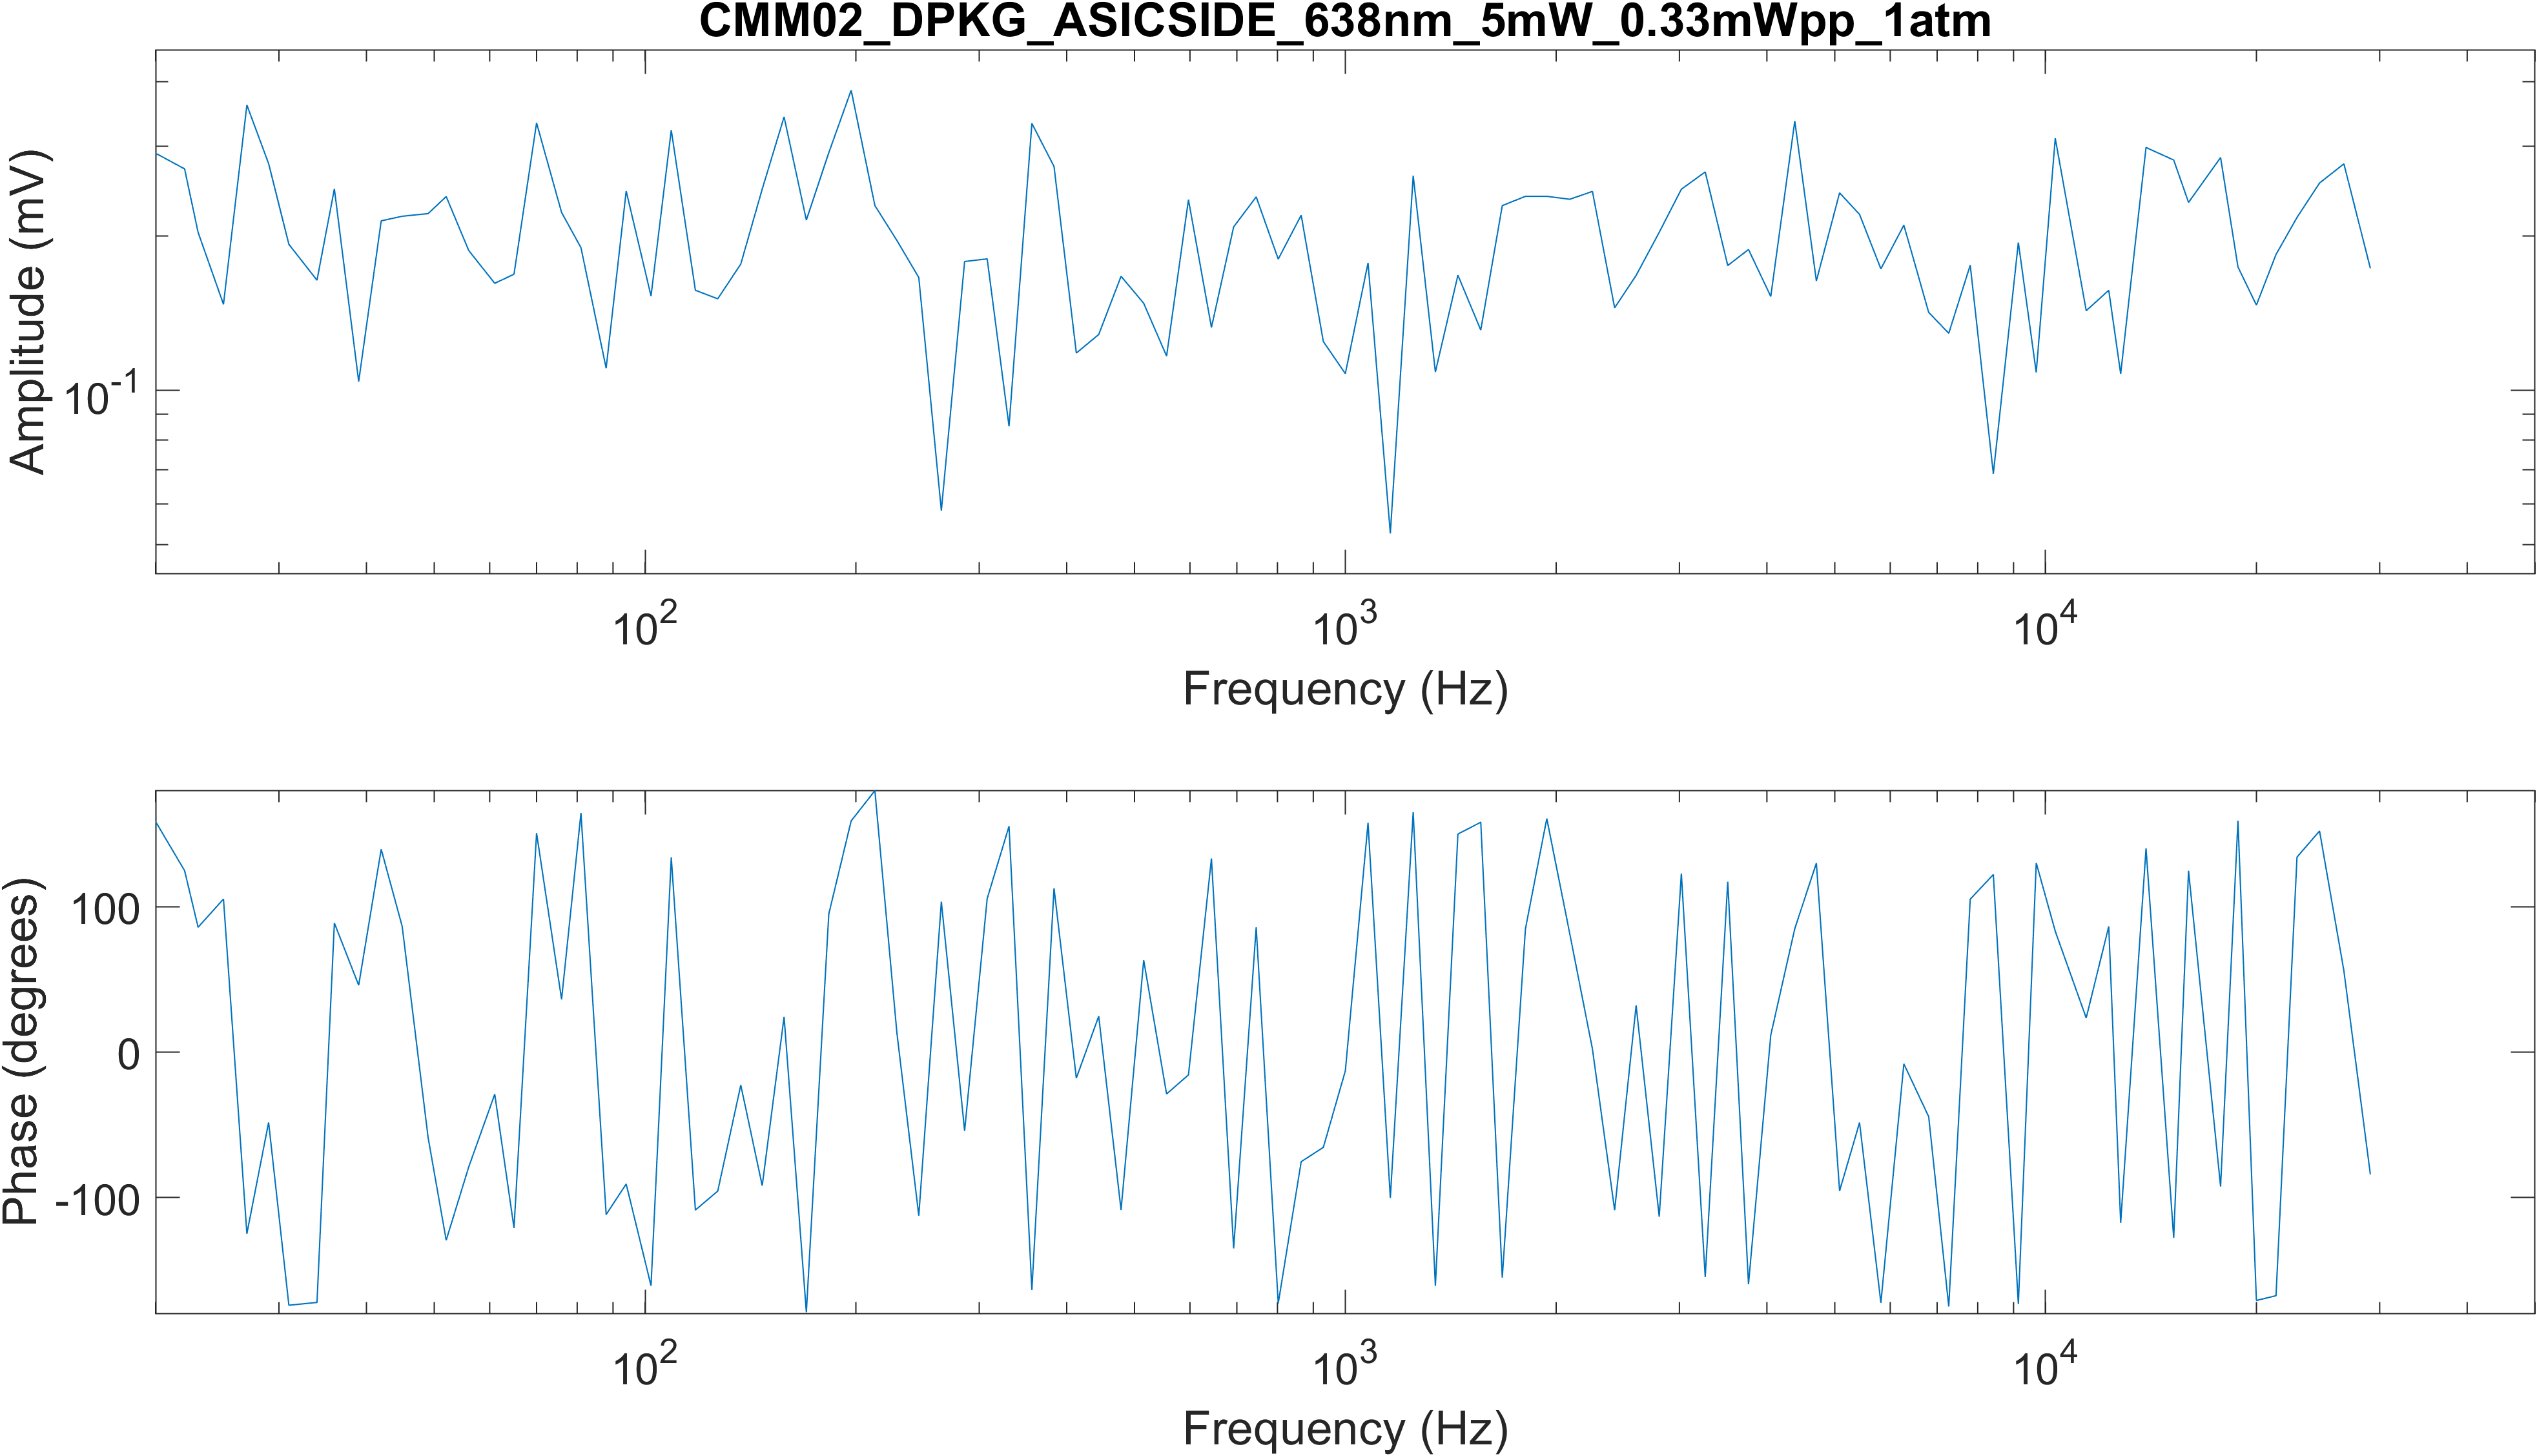 CMM02_DPKG_ASICSIDE_638nm_5mW_0.33mWpp_1atm
Amplitude (mV)
10^-1
10^2
10^3
10^4
Frequency (Hz)
Phase (degrees)
100
0
-100
10^2
10^3
10^4
Frequency (Hz)